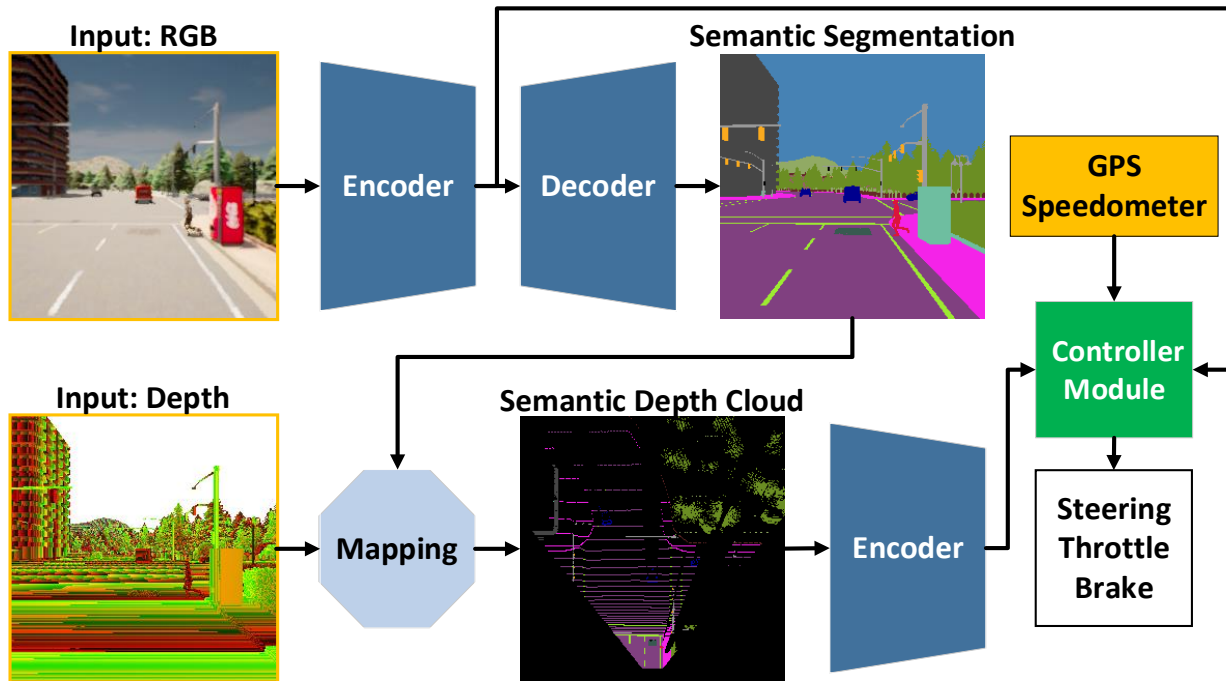 Input: RGB
Semantic Segmentation
Encoder
Decoder
GPS
Speedometer
Controller
Module
Input: Depth
Semantic Depth Cloud
Mapping
Encoder
Steering
Throttle
Brake